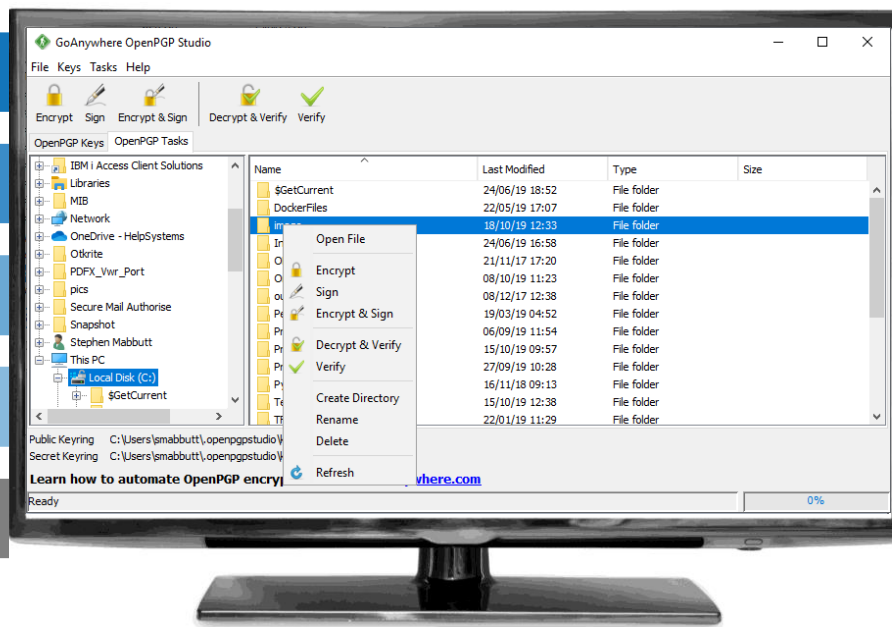 GoAnywhere OpenPGP Studio
File Keys Tasks Help
Encrypt Sign Encrypt & Sign Decrypt & Verify Verify
OpenPGP Keys OpenPGP Tasks
Name Last Modified Type Size
IBM i Access Client Solutions
Libraries
MIB
Network
OneDrive - HelpSystems
Otkrite
PDFX_Vwr_Port
pics
Secure Mail Authorise
Snapshot
Stephen Mabbutt
This PC
Local Disk (C:)
$GetCurrent
$GetCurrent 24/06/19 18:52 File folder
DockerFiles 22/05/19 17:07 File folder
18/10/19 12:33 File folder
24/06/19 16:58 File folder
21/11/17 17:20 File folder
08/10/19 11:23 File folder
08/12/17 12:38 File folder
19/03/19 04:52 File folder
06/09/19 11:54 File folder
15/10/19 09:57 File folder
27/09/19 10:28 File folder
16/11/18 09:13 File folder
15/10/19 12:38 File folder
22/01/19 11:29 File folder
Open File
Encrypt
Sign
Encrypt & Sign
Decrypt & Verify
Verify
Create Directory
Rename
Delete
Refresh
Public Keyring C:\Users\smabbutt\.openpgpstudio\
Secret Keyring C:\Users\smabbutt\.openpgpstudio\
Learn how to automate OpenPGP
Ready 0%